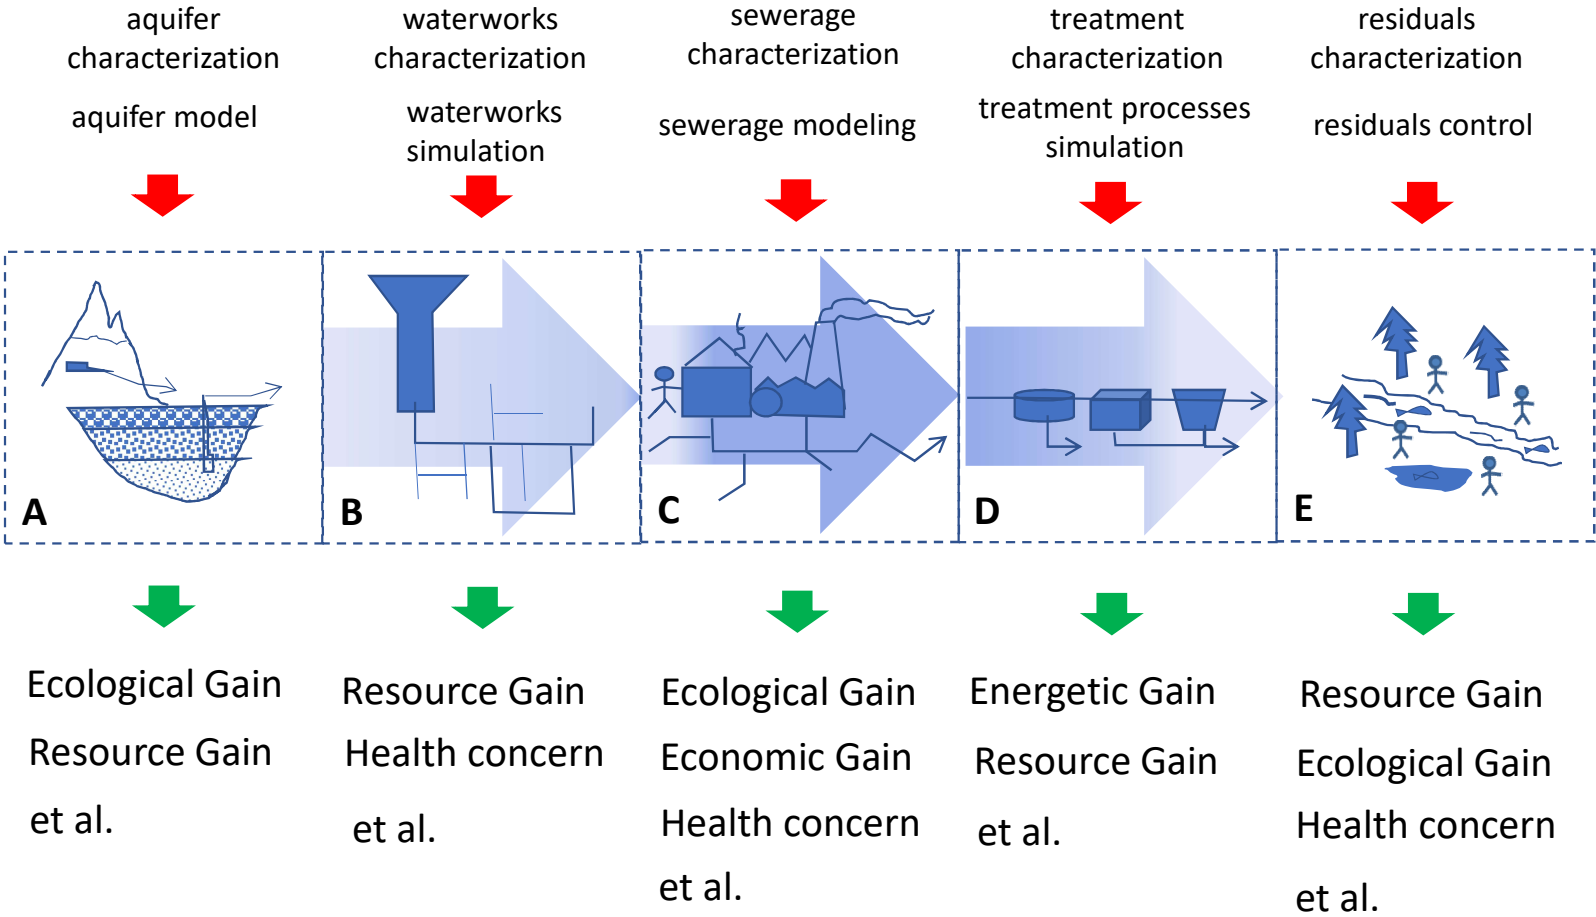 aquifer
characterization
aquifer model
waterworks
characterization
waterworks
simulation
sewerage
characterization
sewerage modeling
treatment
characterization
treatment processes
simulation
residuals
characterization
residuals control
A
B
C
D
E
Ecological Gain
Resource Gain
et al.
Resource Gain
Health concern
et al.
Ecological Gain
Economic Gain
Health concern
et al.
Energetic Gain
Resource Gain
et al.
Resource Gain
Ecological Gain
Health concern
et al.